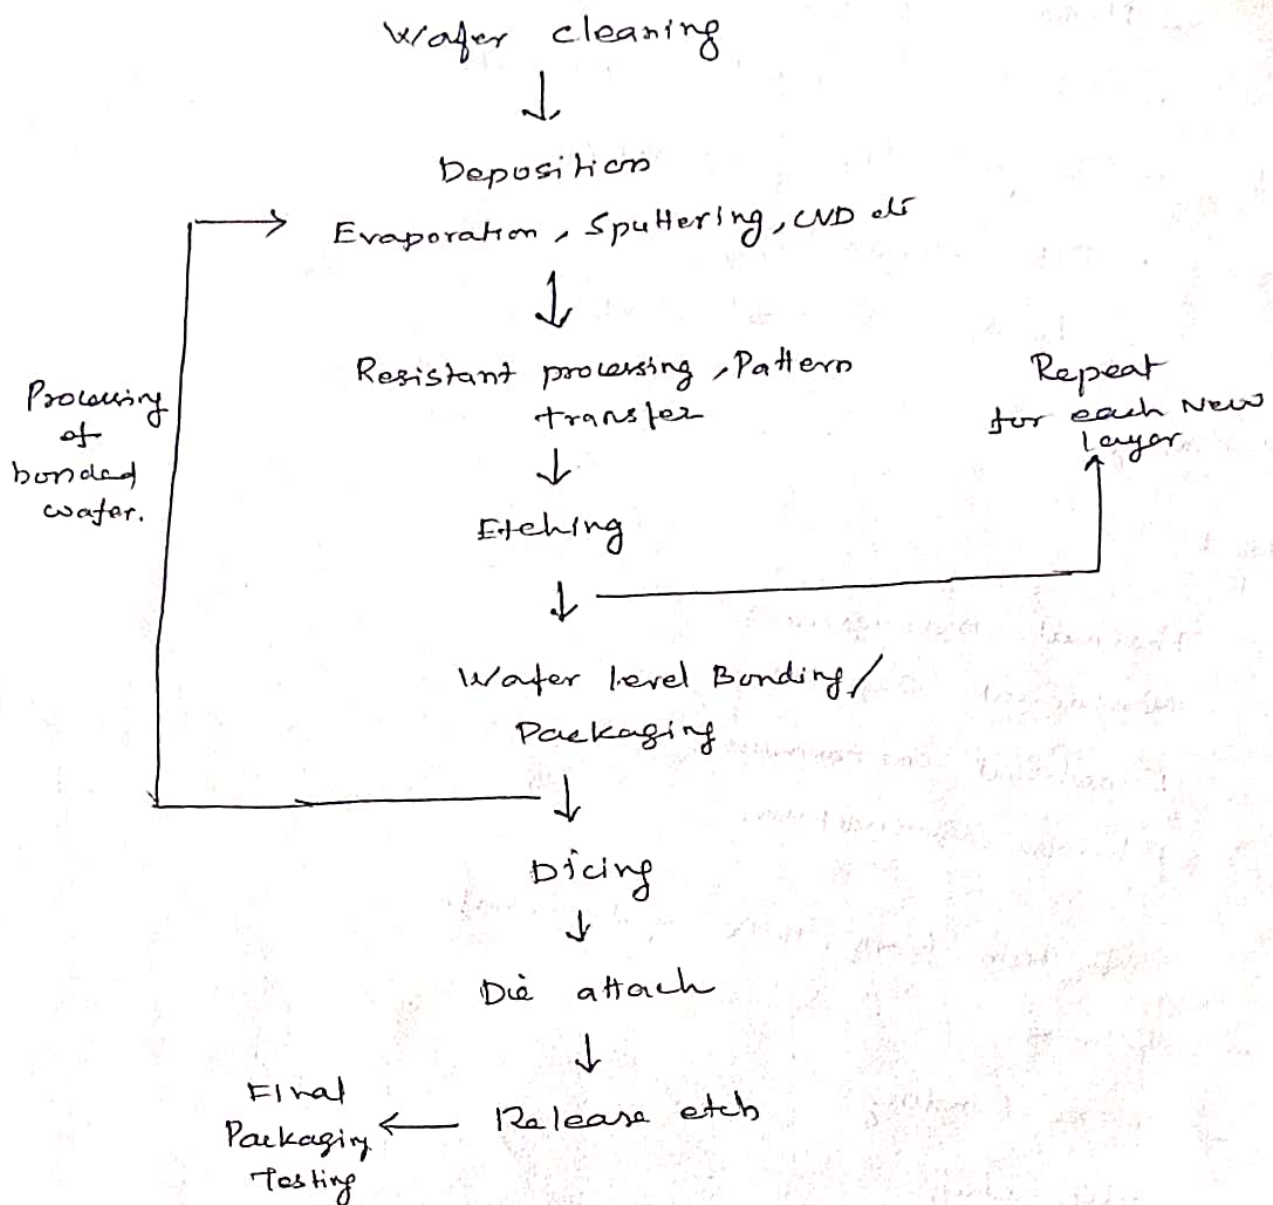 Wafer cleaning
Deposition
Evaporation, Sputtering, CVD etc
Resistant processing, Pattern
transfer
Processing
of
bonded
wafer.
Repeat
for each New
layer
Etching
Wafer level Bonding/
Packaging
Dicing
Die attach
Release etch
Final
Packaging
Testing